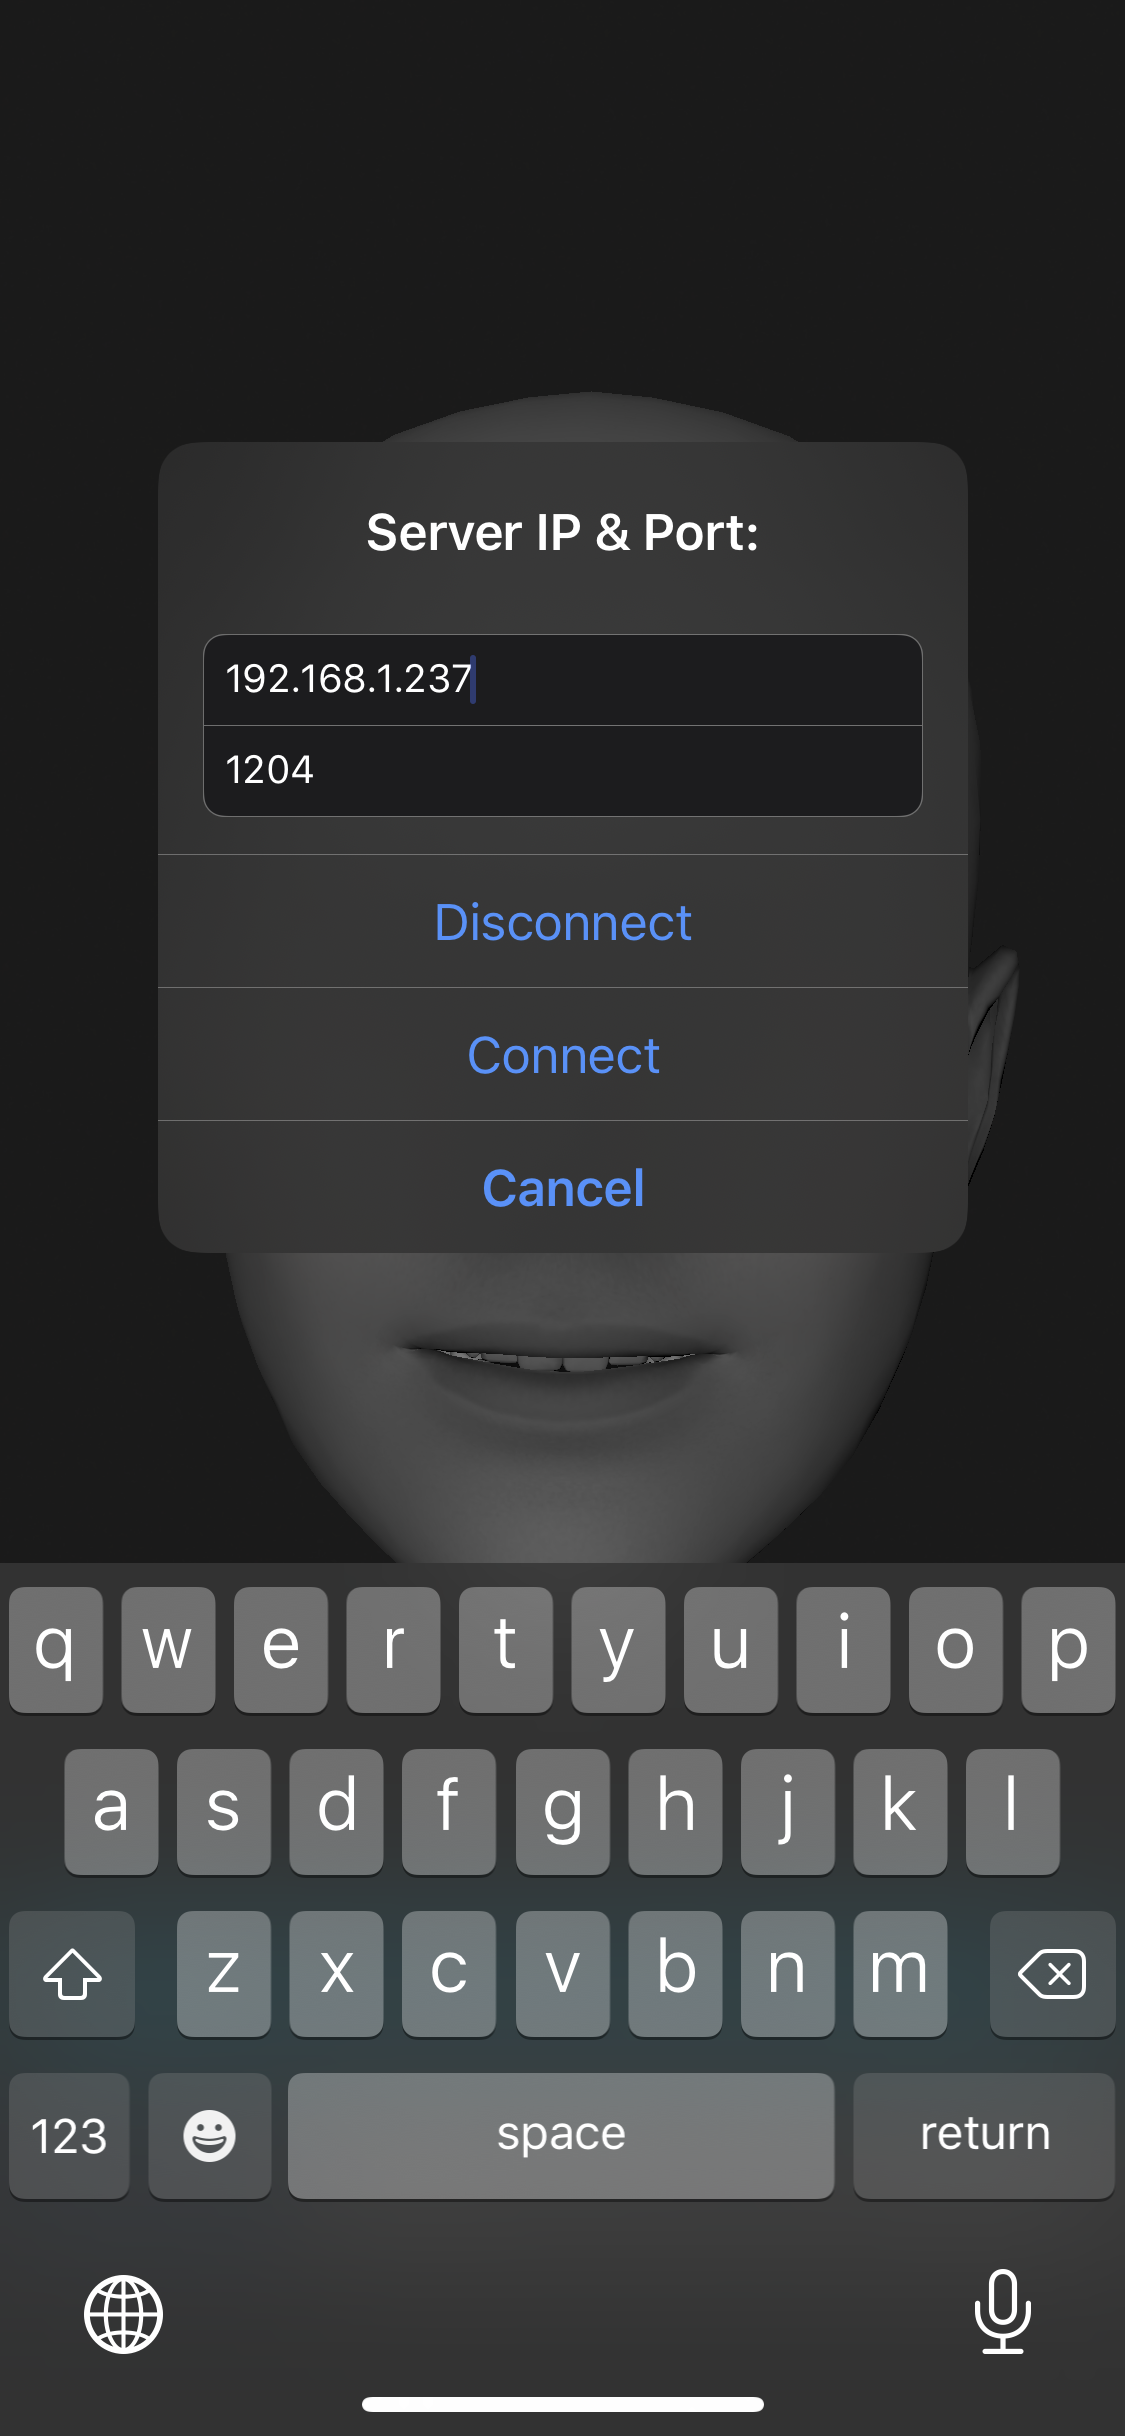 Server IP & Port:
192.168.1.237
1204
Disconnect
Connect
Cancel
q w e r t y u i o p
a s d f g h j k l
z x c v b n m
123 space return